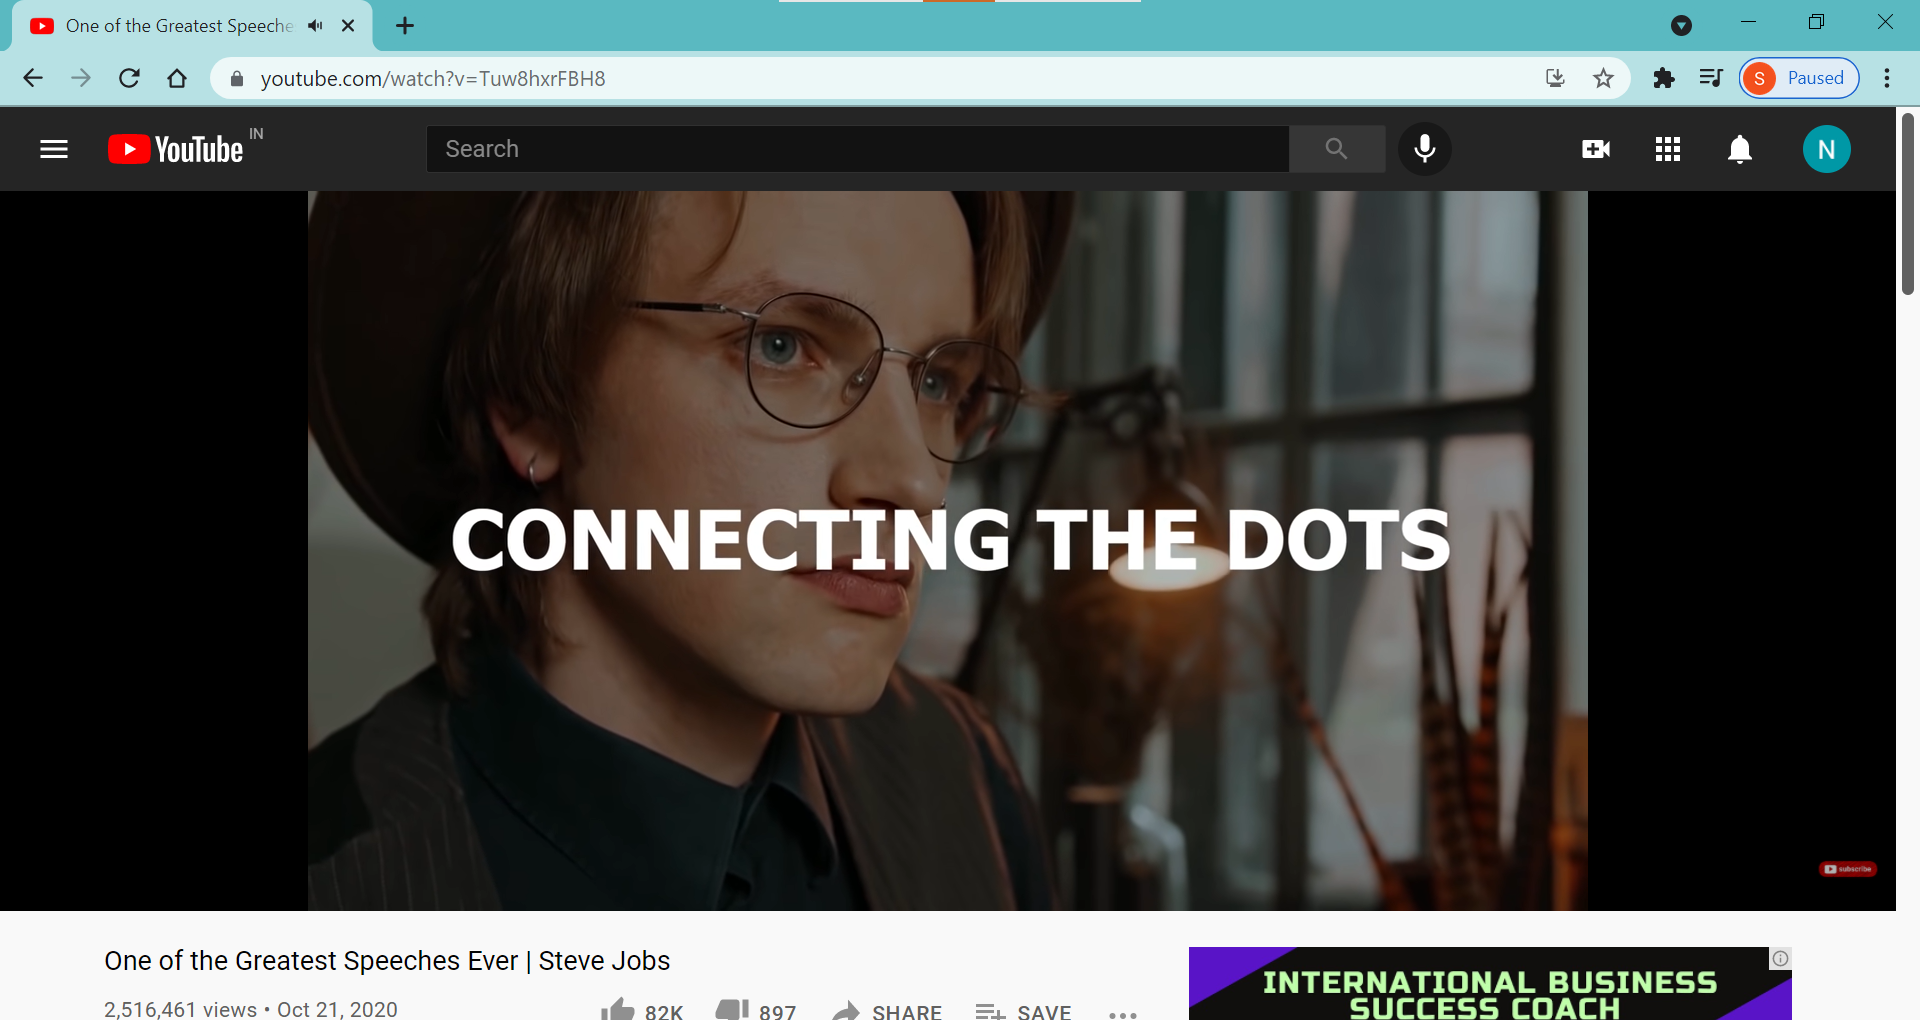 One of the Greatest Speeche
youtube.com/watch?v=Tuw8hxrFBH8
S Paused
YouTube IN
Search
N
CONNECTING THE DOTS
subscribe
One of the Greatest Speeches Ever | Steve Jobs
2,516,461 views • Oct 21, 2020
82K 897 SHARE SAVE
INTERNATIONAL BUSINESS
SUCCESS COACH